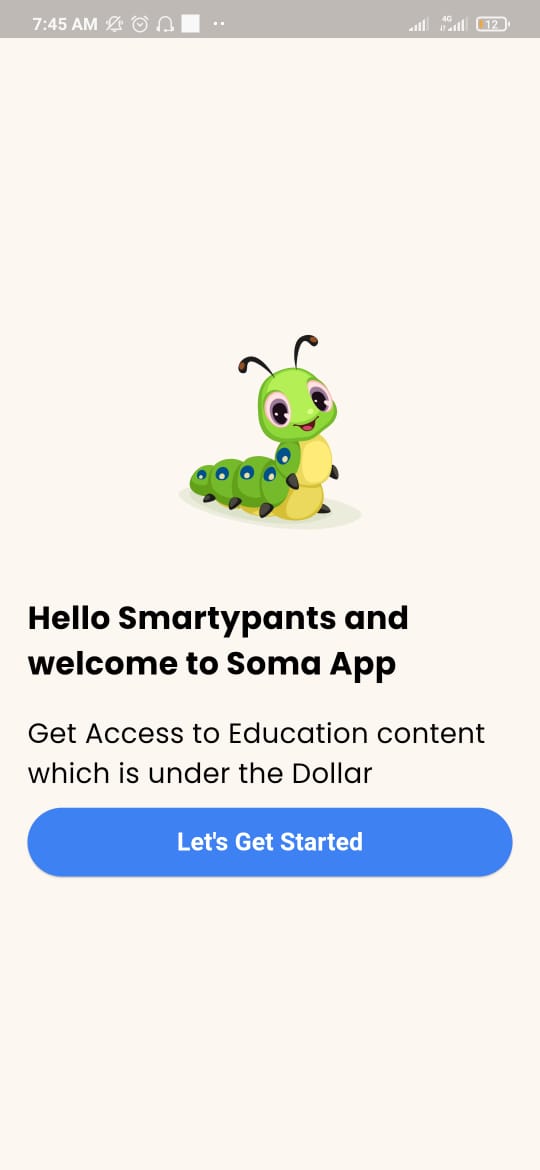 7:45 AM
4G
12
Hello Smartypants and
welcome to Soma App
Get Access to Education content
which is under the Dollar
Let's Get Started